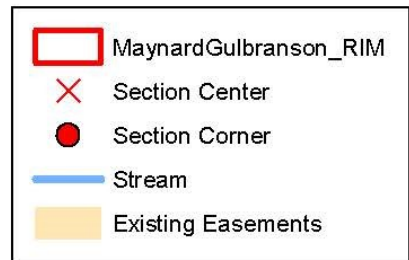 MaynardGulbranson_RIM
Section Center
Section Corner
Stream
Existing Easements